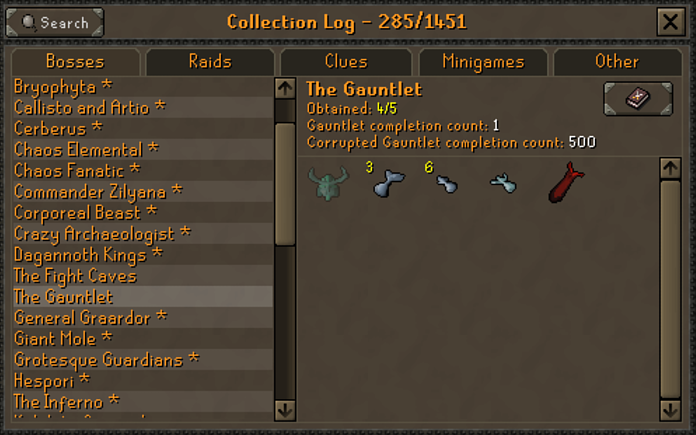 Search
Collection Log - 285/1451
Bosses
Raids
Clues
Minigames
Other
Bryophyta *
Callisto and Artio *
Cerberus *
Chaos Elemental *
Chaos Fanatic *
Commander Zilyana *
Corporeal Beast *
Crazy Archaeologist *
Dagannoth Kings *
The Fight Caves
The Gauntlet
General Graardor *
Giant Mole *
Grotesque Guardians *
Hespori *
The Inferno *
The Gauntlet
Obtained: 4/5
Gauntlet completion count: 1
Corrupted Gauntlet completion count: 500
3
6